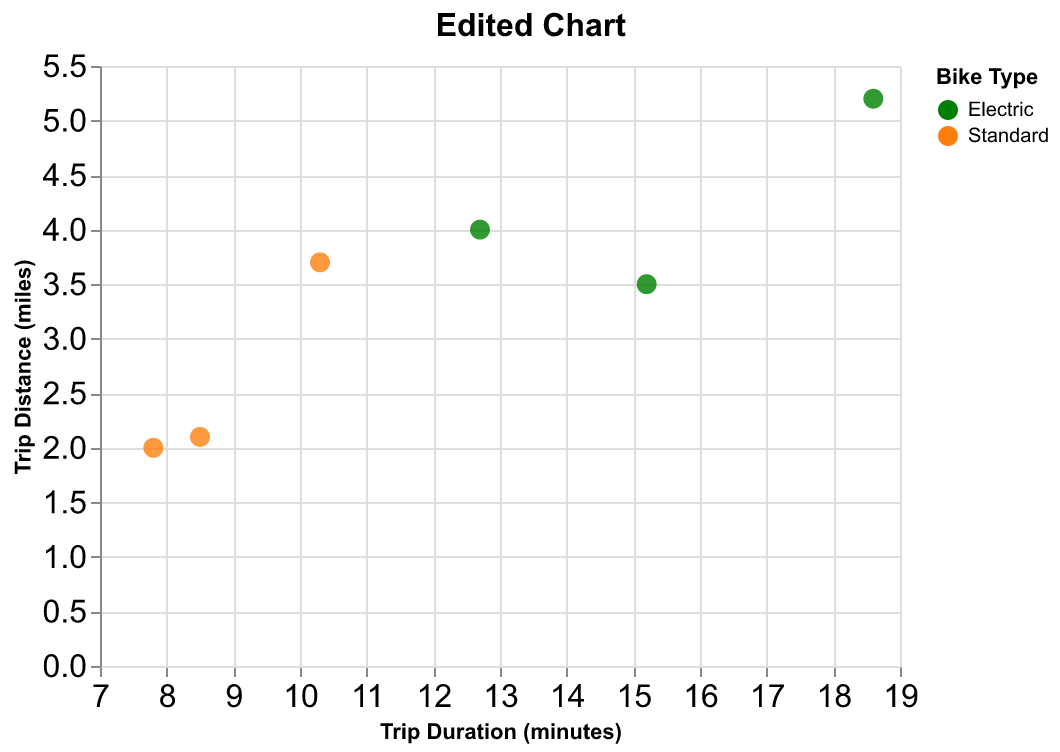 Edited Chart
5.5
5.0
4.5
4.0
3.5
3.0
2.5
2.0
1.5
1.0
0.5
0.0
Trip Distance (miles)
7 8 9 10 11 12 13 14 15 16 17 18 19
Trip Duration (minutes)
Bike Type
Electric
Standard